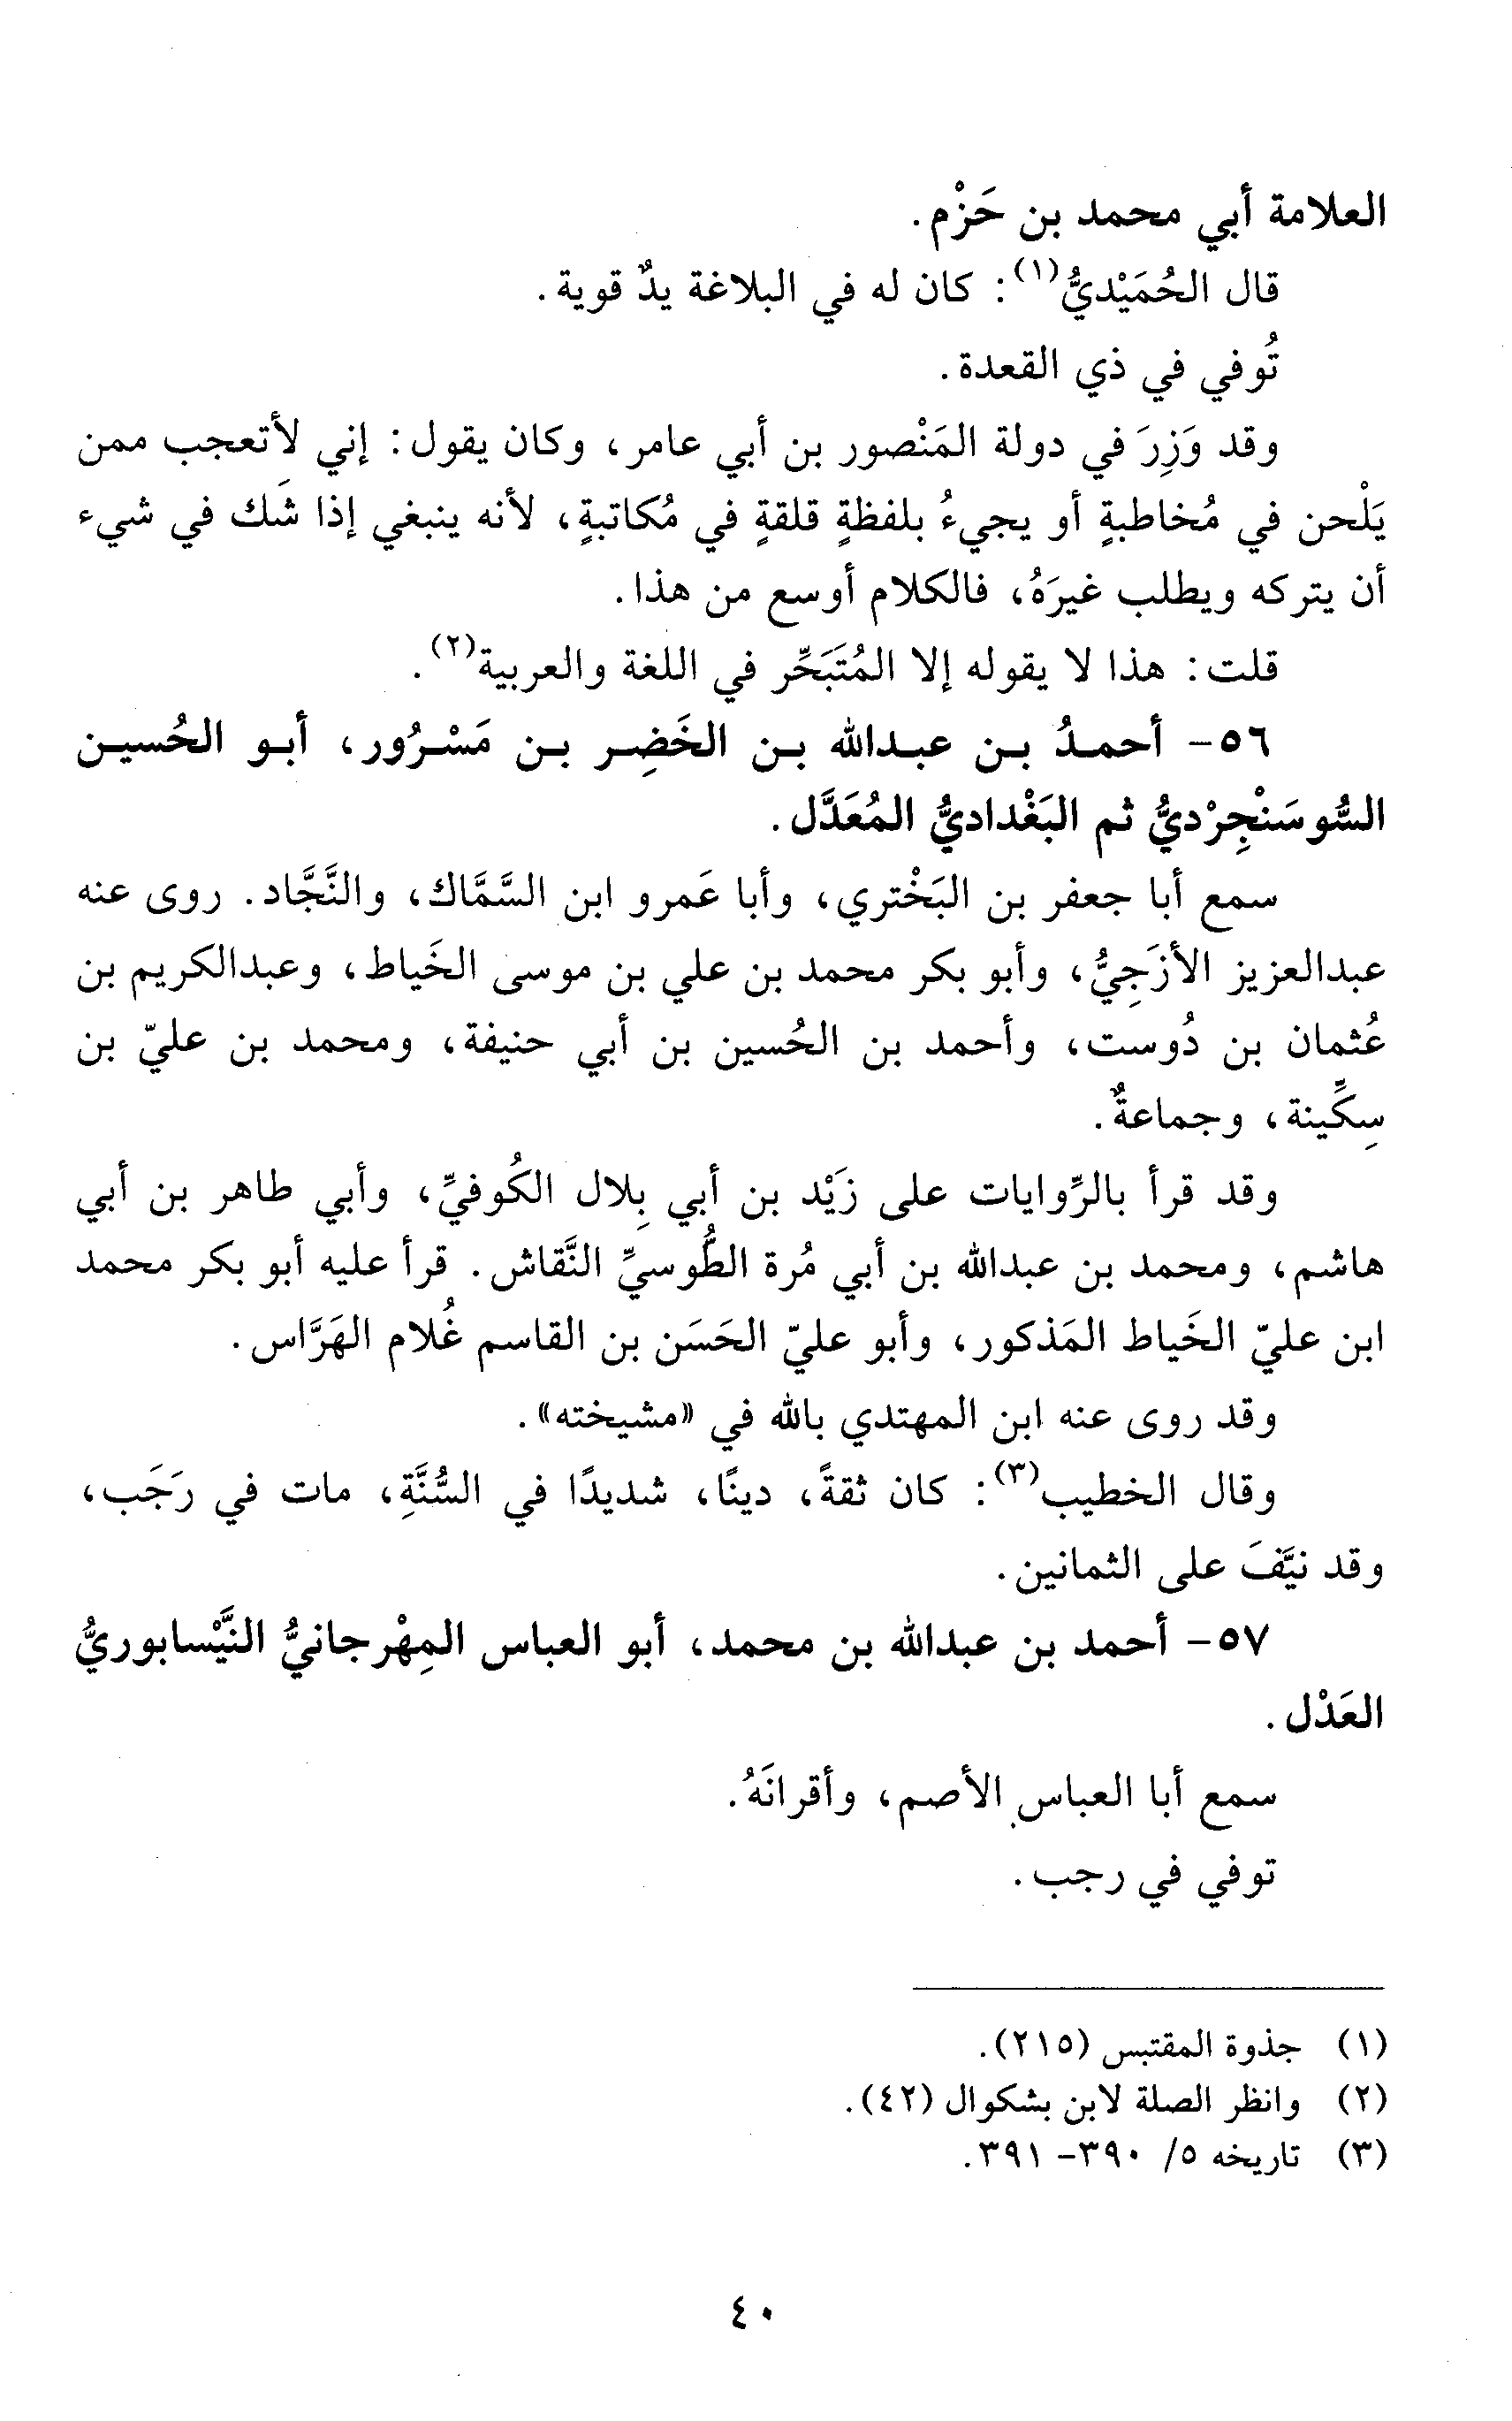 العلامة أبي محمد بن حَزْم.
قال الحُمَيْديُّ(١): كان له في البلاغة يدٌ قوية.
تُوفي في ذي القعدة.
وقد وَزِرَ في دولة المَنْصور بن أبي عامر، وكان يقول: إني لأتعجب ممن
يَلْحن في مُخاطبةٍ أو يجيءُ بلفظةٍ قلقةٍ في مُكاتبةٍ، لأنه ينبغي إذا شَك في شيء
أن يتركه ويطلب غيرَهُ، فالكلام أوسع من هذا.
قلت: هذا لا يقوله إلا المُتَبَحِّر في اللغة والعربية(٢).
٥٦- أحمدُ بن عبدالله بن الخَضِر بن مَسْرُور، أبو الحُسين
السُّوسَنْجِرْديُّ ثم البَغْداديُّ المُعَدَّل.
سمع أبا جعفر بن البَخْتري، وأبا عَمرو ابن السَّمَّاك، والنَّجَّاد. روى عنه
عبدالعزيز الأزَجِيُّ، وأبو بكر محمد بن علي بن موسى الخَياط، وعبدالكريم بن
عُثمان بن دُوست، وأحمد بن الحُسين بن أبي حنيفة، ومحمد بن عليّ بن
سِكِّينة، وجماعةٌ.
وقد قرأ بالرِّوايات على زَيْد بن أبي بِلال الكُوفيِّ، وأبي طاهر بن أبي
هاشم، ومحمد بن عبدالله بن أبي مُرة الطُّوسيِّ النَّقاش. قرأ عليه أبو بكر محمد
ابن عليّ الخَياط المَذكور، وأبو عليّ الحَسَن بن القاسم غُلام الهَرَّاس.
وقد روى عنه ابن المهتدي بالله في «مشيخته».
وقال الخطيب(٣): كان ثقةً، دينًا، شديدًا في السُّنَّةِ، مات في رَجَب،
وقد نيَّفَ على الثمانين.
٥٧- أحمد بن عبدالله بن محمد، أبو العباس المِهْرجانيُّ النَّيْسابوريُّ
العَدْل.
سمع أبا العباس الأصم، وأقرانَهُ.
توفي في رجب.
(١) جذوة المقتبس (٢١٥).
(٢) وانظر الصلة لابن بشكوال (٤٢).
(٣) تاريخه ٥/ ٣٩٠- ٣٩١.
٤٠